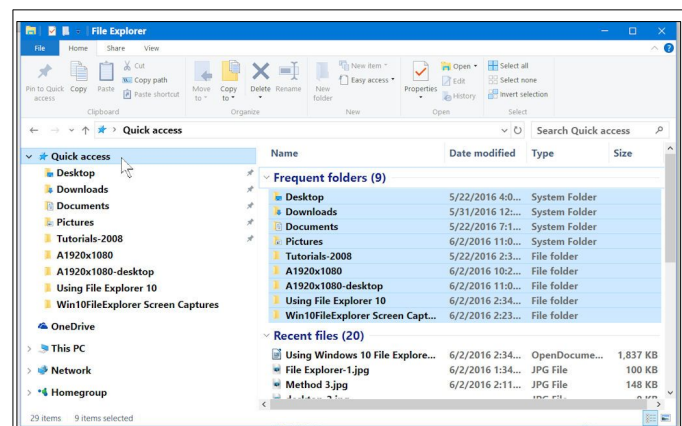 File Explorer
File Home Share View
Pin to Quick access
Copy
Paste
Cut
Copy path
Paste shortcut
Clipboard
Move to
Copy to
Delete
Rename
Organize
New folder
New item
Easy access
New
Properties
Open
Edit
History
Open
Select all
Select none
Invert selection
Select
Quick access
Search Quick access
Quick access
Desktop
Downloads
Documents
Pictures
Tutorials-2008
A1920x1080
A1920x1080-desktop
Using File Explorer 10
Win10FileExplorer Screen Captures
OneDrive
This PC
Network
Homegroup
Name Date modified Type Size
Frequent folders (9)
Desktop 5/22/2016 4:0... System Folder
Downloads 5/31/2016 12:... System Folder
Documents 5/22/2016 7:1... System Folder
Pictures 6/2/2016 11:0... System Folder
Tutorials-2008 5/22/2016 2:3... File folder
A1920x1080 6/2/2016 10:2... File folder
A1920x1080-desktop 6/2/2016 11:0... File folder
Using File Explorer 10 6/2/2016 2:34... File folder
Win10FileExplorer Screen Capt... 6/2/2016 2:23... File folder
Recent files (20)
Using Windows 10 File Explore... 6/2/2016 2:34... OpenDocume... 1,837 KB
File Explorer-1.jpg 6/2/2016 1:34... JPG File 100 KB
Method 3.jpg 6/2/2016 2:11... JPG File 148 KB
29 items 9 items selected